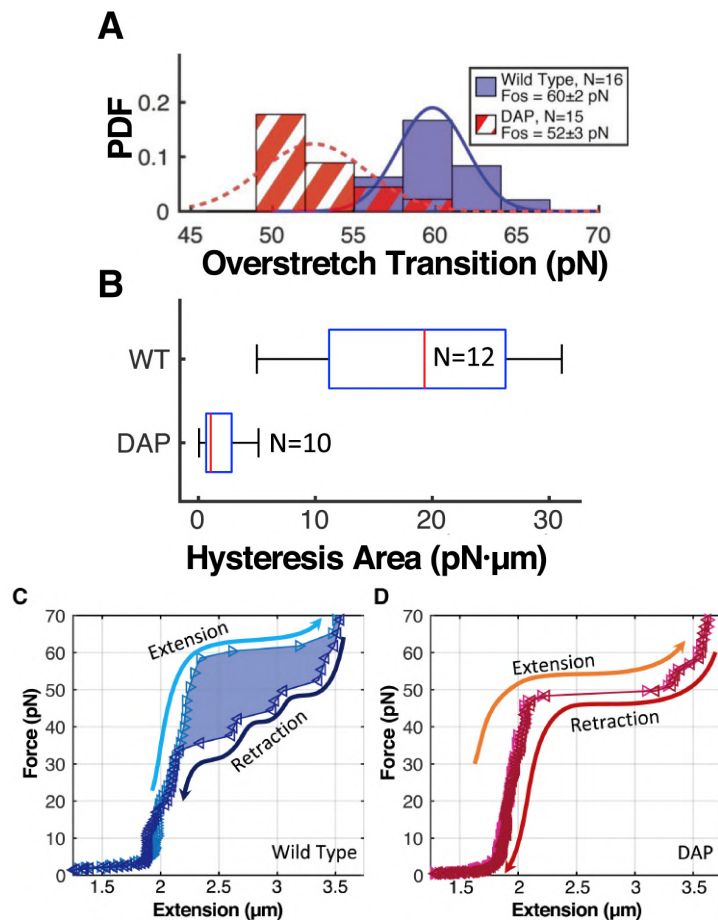 A
PDF
0.2
0.1
0
Wild Type, N=16
Fos = 60±2 pN
DAP, N=15
Fos = 52±3 pN
45 50 55 60 65 70
Overstretch Transition (pN)
B
WT
N=12
DAP
N=10
0 10 20 30
Hysteresis Area (pN·µm)
C
Force (pN)
70
60
50
40
30
20
10
0
Extension
Retraction
Wild Type
1.5 2 2.5 3 3.5
Extension (µm)
D
Force (pN)
70
60
50
40
30
20
10
0
Extension
Retraction
DAP
1.5 2 2.5 3 3.5
Extension (µm)